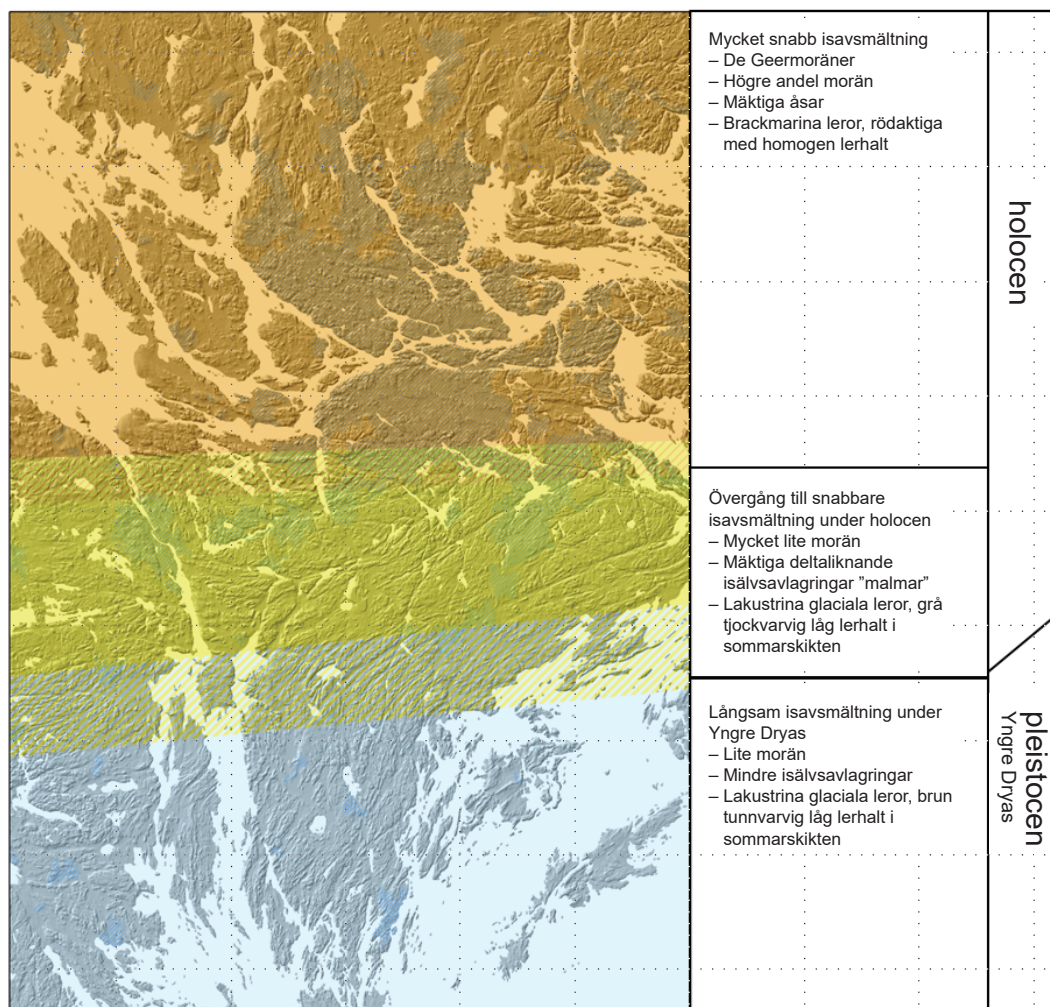 Mycket snabb isavsmältning
– De Geermoräner
– Högre andel morän
– Mäktiga åsar
– Brackmarina leror, rödaktiga
med homogen lerhalt
holocen
Övergång till snabbare
isavsmältning under holocen
– Mycket lite morän
– Mäktiga deltaliknande
isälvsavlagringar ”malmar”
– Lakustrina glaciala leror, grå
tjockvarvig låg lerhalt i
sommarskikten
Långsam isavsmältning under
Yngre Dryas
– Lite morän
– Mindre isälvsavlagringar
– Lakustrina glaciala leror, brun
tunnvarvig låg lerhalt i
sommarskikten
pleistocen
Yngre Dryas